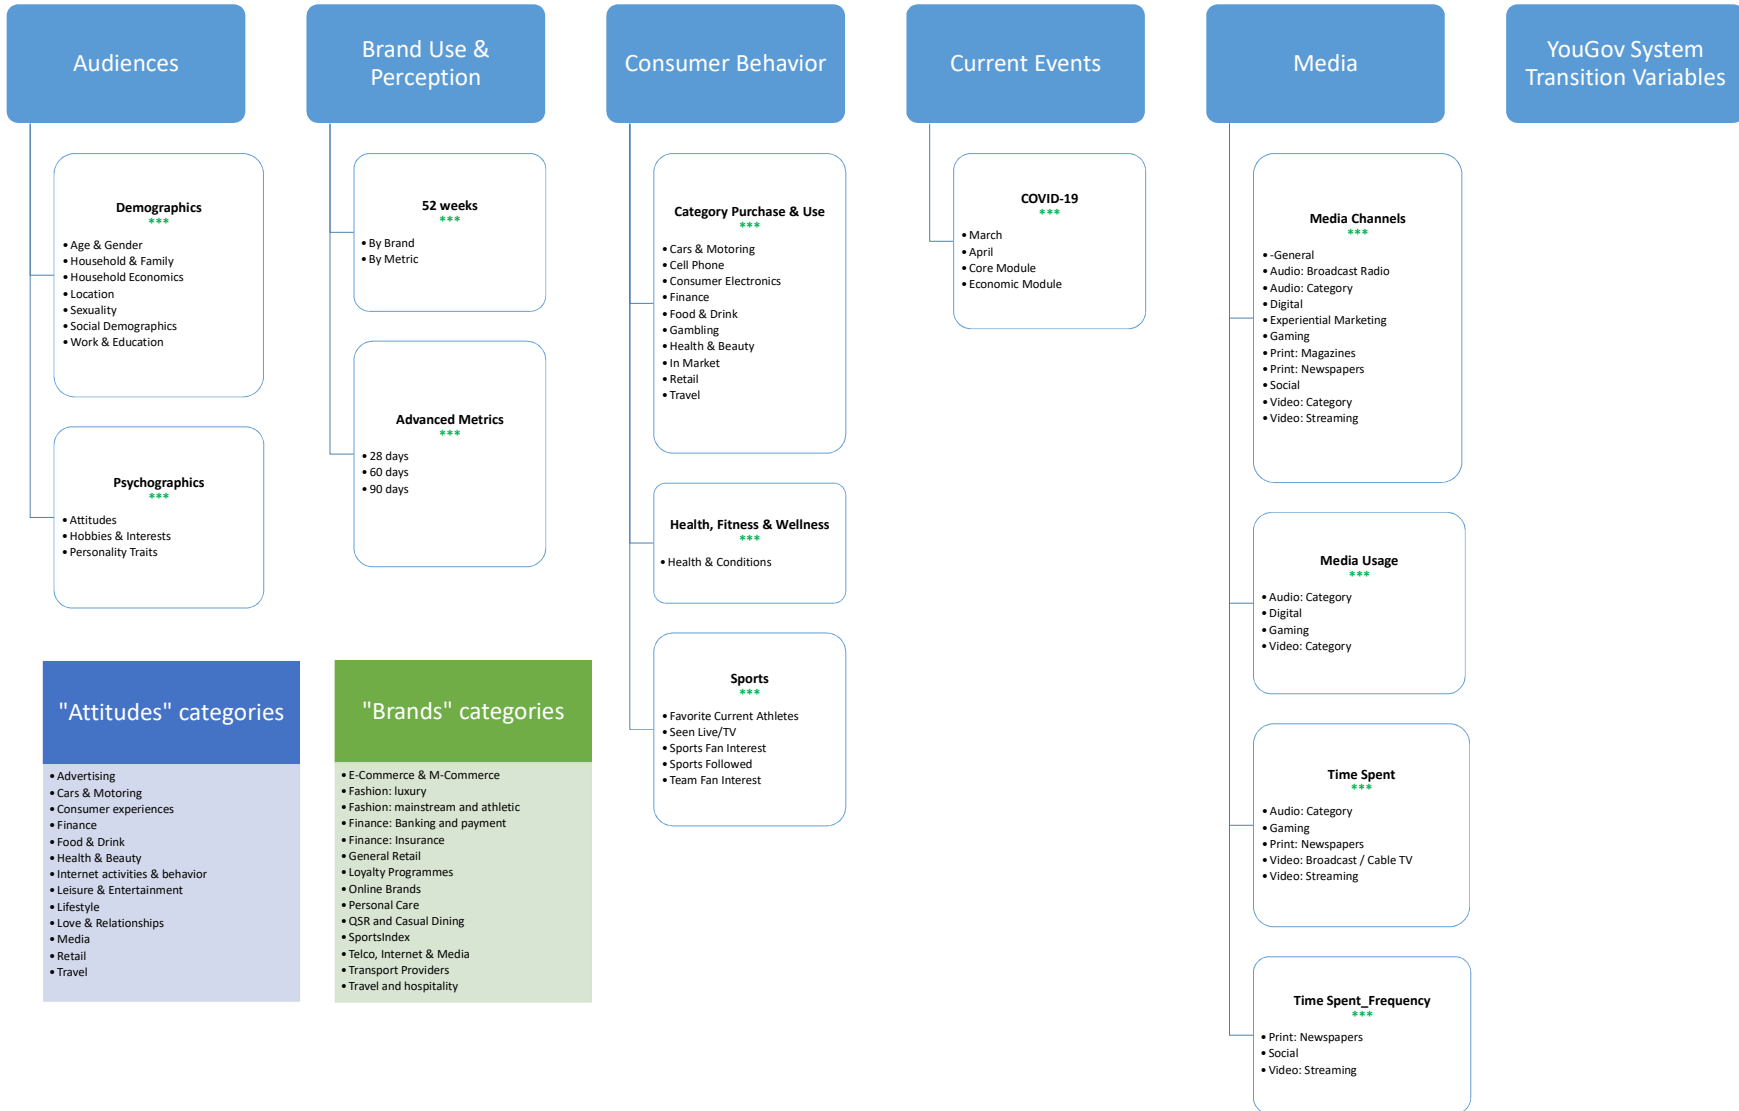 Audiences
Demographics
***
• Age & Gender
• Household & Family
• Household Economics
• Location
• Sexuality
• Social Demographics
• Work & Education
Psychographics
***
• Attitudes
• Hobbies & Interests
• Personality Traits
Brand Use &
Perception
52 weeks
***
• By Brand
• By Metric
Advanced Metrics
***
• 28 days
• 60 days
• 90 days
Consumer Behavior
Category Purchase & Use
***
• Cars & Motoring
• Cell Phone
• Consumer Electronics
• Finance
• Food & Drink
• Gambling
• Health & Beauty
• In Market
• Retail
• Travel
Health, Fitness & Wellness
***
• Health & Conditions
Sports
***
• Favorite Current Athletes
• Seen Live/TV
• Sports Fan Interest
• Sports Followed
• Team Fan Interest
Current Events
COVID-19
***
• March
• April
• Core Module
• Economic Module
Media
Media Channels
***
• -General
• Audio: Broadcast Radio
• Audio: Category
• Digital
• Experiential Marketing
• Gaming
• Print: Magazines
• Print: Newspapers
• Social
• Video: Category
• Video: Streaming
Media Usage
***
• Audio: Category
• Digital
• Gaming
• Video: Category
Time Spent
***
• Audio: Category
• Gaming
• Print: Newspapers
• Video: Broadcast / Cable TV
• Video: Streaming
Time Spent_Frequency
***
• Print: Newspapers
• Social
• Video: Streaming
YouGov System
Transition Variables
"Attitudes" categories
• Advertising
• Cars & Motoring
• Consumer experiences
• Finance
• Food & Drink
• Health & Beauty
• Internet activities & behavior
• Leisure & Entertainment
• Lifestyle
• Love & Relationships
• Media
• Retail
• Travel
"Brands" categories
• E-Commerce & M-Commerce
• Fashion: luxury
• Fashion: mainstream and athletic
• Finance: Banking and payment
• Finance: Insurance
• General Retail
• Loyalty Programmes
• Online Brands
• Personal Care
• QSR and Casual Dining
• SportsIndex
• Telco, Internet & Media
• Transport Providers
• Travel and hospitality